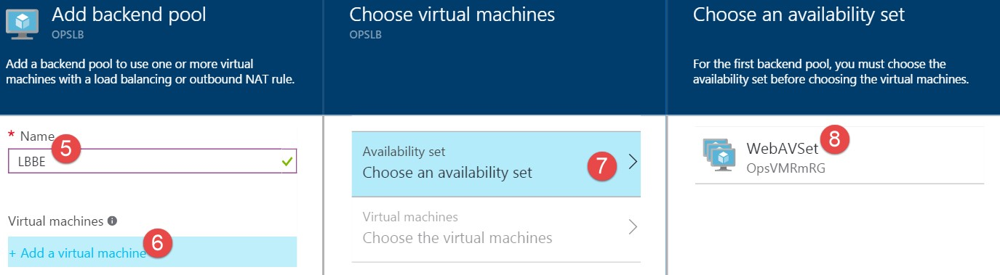 Add backend pool
OPSLB
Add a backend pool to use one or more virtual
machines with a load balancing or outbound NAT rule.
* Name
5
LBBE
Virtual machines
6
+ Add a virtual machine
Choose virtual machines
OPSLB
Availability set
Choose an availability set
7
Virtual machines
Choose the virtual machines
Choose an availability set
For the first backend pool, you must choose the
availability set before choosing the virtual machines.
8
WebAVSet
OpsVMRmRG